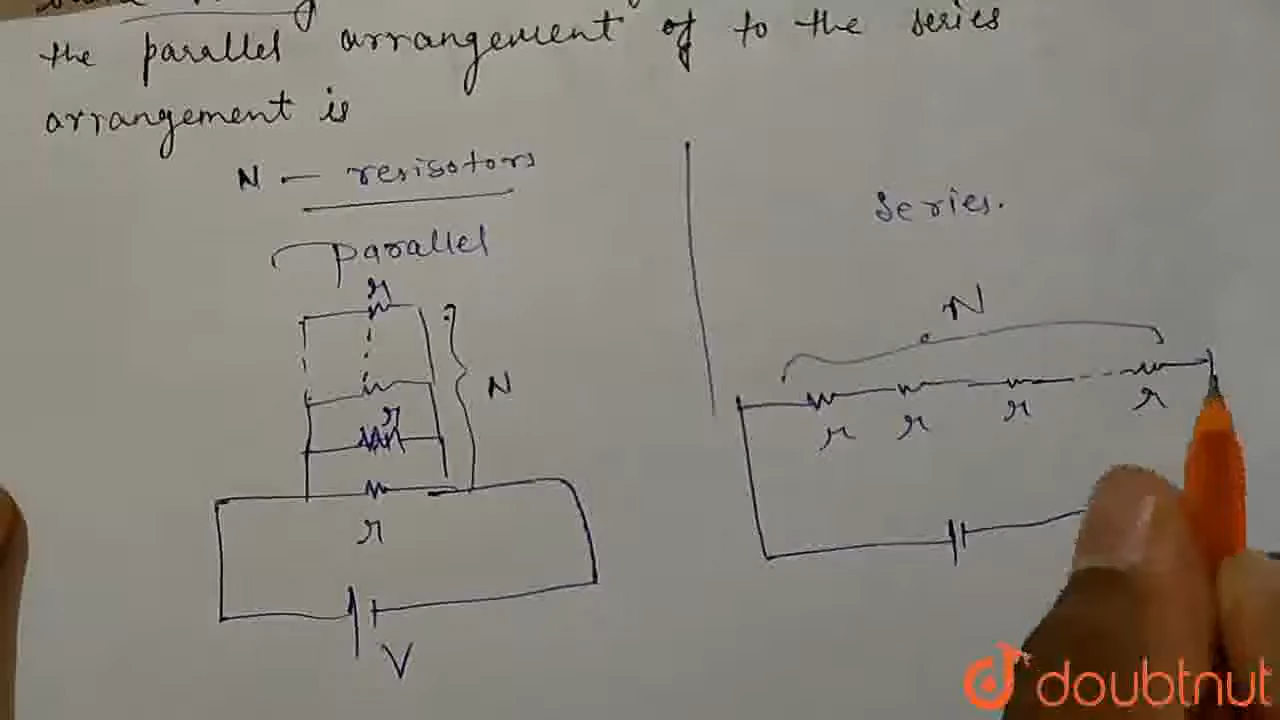 the parallel arrangement of to the series
arrangement is
N — resisotors
parallel
r
r
N
r
V
series.
N
r r r r
doubtnut